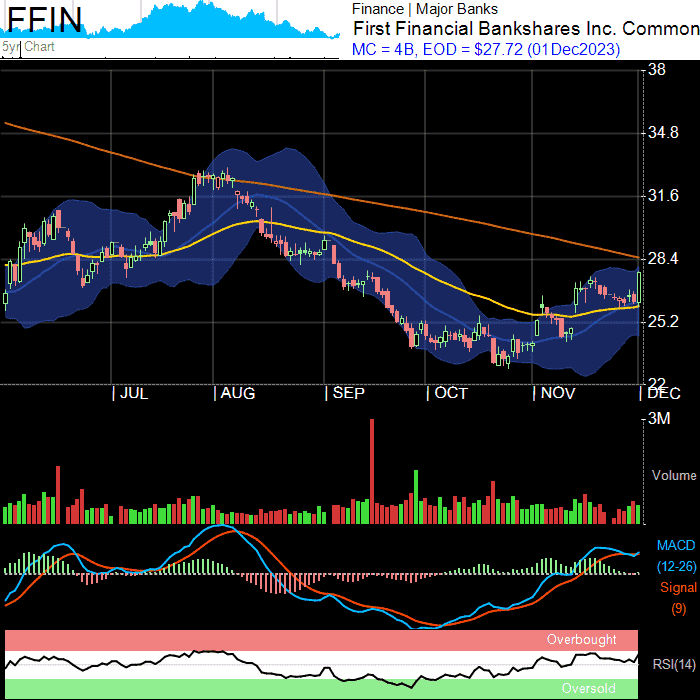 FFIN
5yr Chart
Finance | Major Banks
First Financial Bankshares Inc. Common
MC = 4B, EOD = $27.72 (01Dec2023)
38
34.8
31.6
28.4
25.2
22
JUL AUG SEP OCT NOV DEC
3M
Volume
MACD
(12-26)
Signal
(9)
Overbought
RSI(14)
Oversold